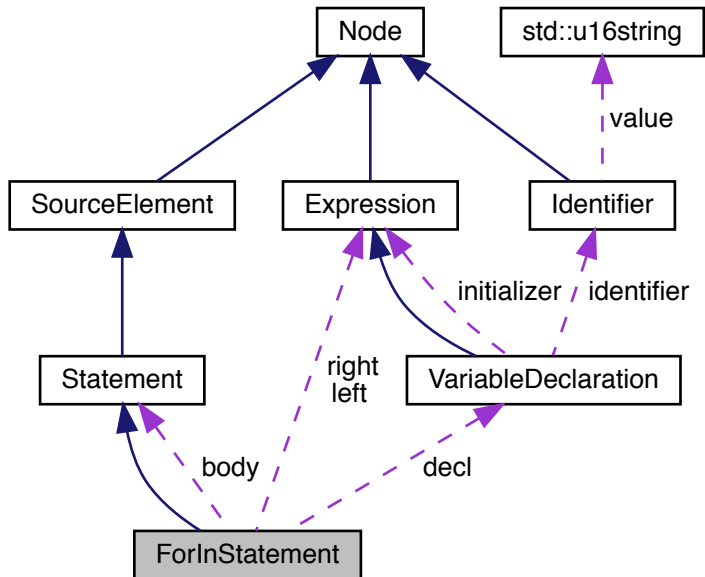 Node
std::u16string
value
SourceElement
Expression
Identifier
initializer
identifier
right
left
Statement
VariableDeclaration
body
decl
ForInStatement